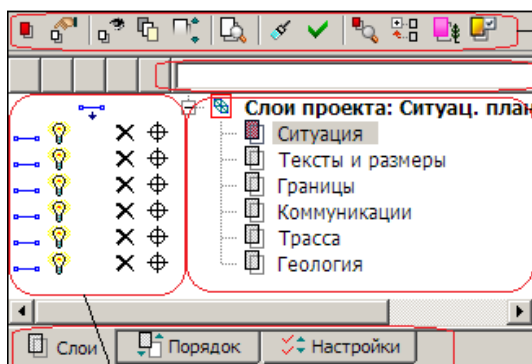 Слои проекта: Ситуац. план
Ситуация
Тексты и размеры
Границы
Коммуникации
Трасса
Геология
Слои Порядок Настройки